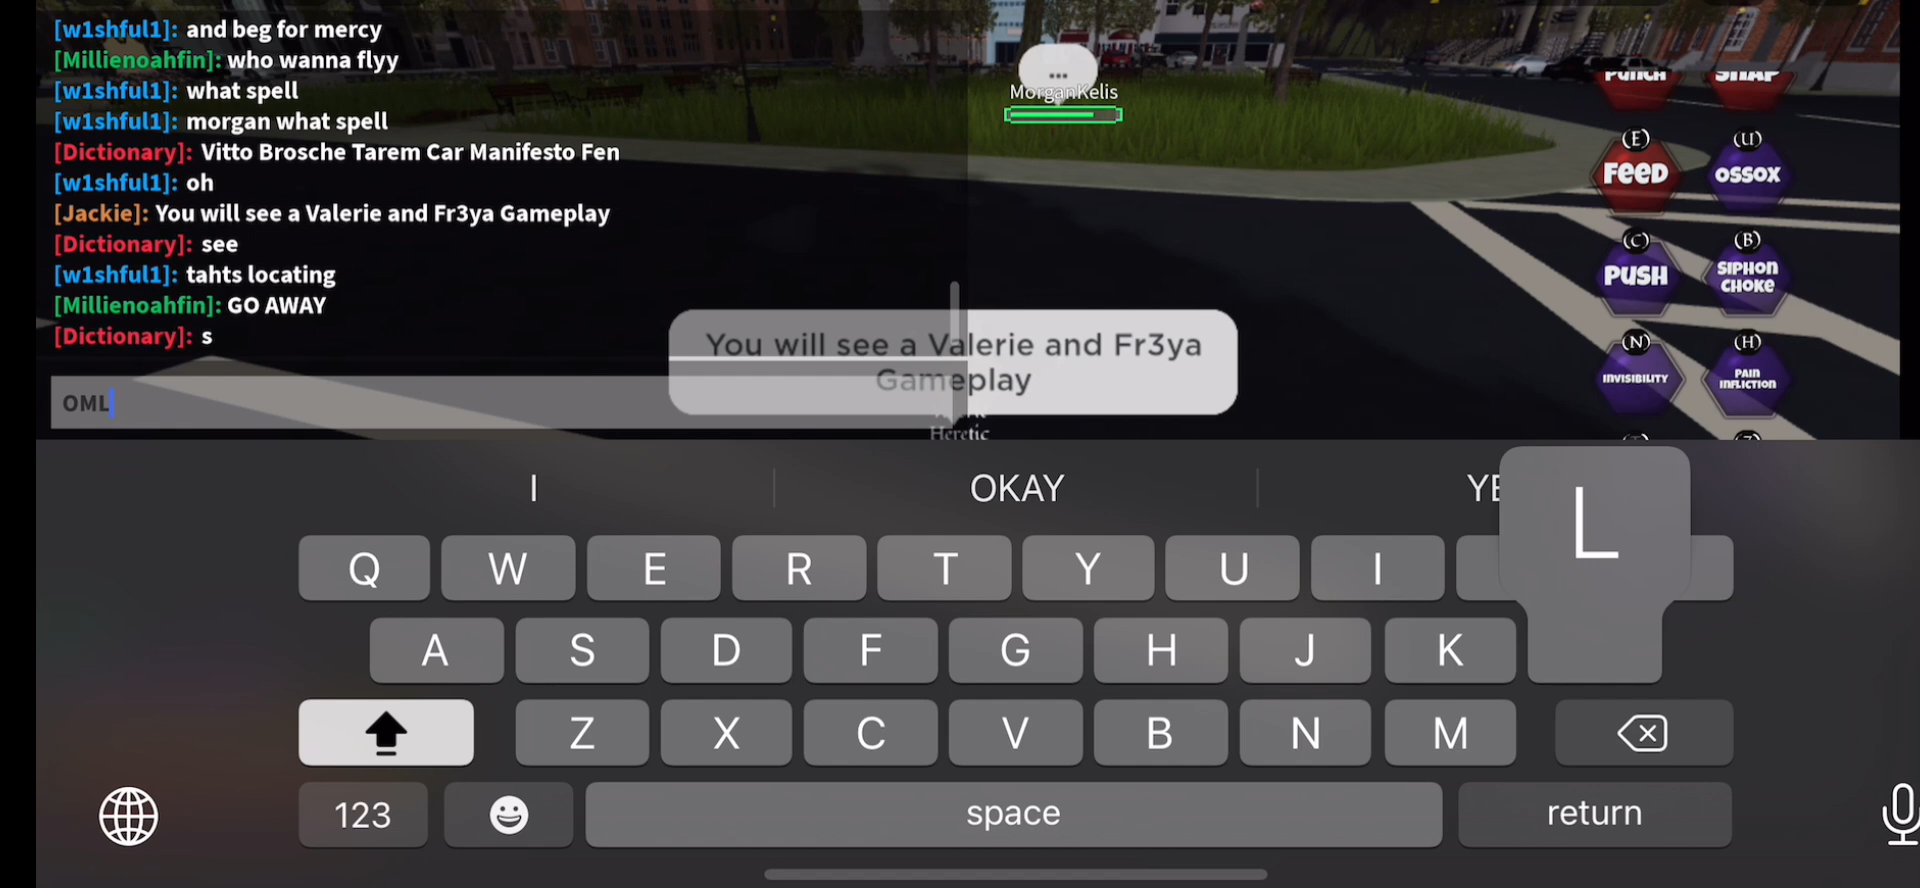 [w1shful1]: and beg for mercy
[Millienoahfin]: who wanna flyy
[w1shful1]: what spell
[w1shful1]: morgan what spell
[Dictionary]: Vitto Brosche Tarem Car Manifesto Fen
[w1shful1]: oh
[Jackie]: You will see a Valerie and Fr3ya Gameplay
[Dictionary]: see
[w1shful1]: tahts locating
[Millienoahfin]: GO AWAY
[Dictionary]: s
OML
...
MorganKelis
You will see a Valerie and Fr3ya
Gameplay
Heretic
PUNCH SNAP
(E) (U)
FEED OSSOX
(C) (B)
PUSH SIPHON
CHOKE
(N) (H)
INVISIBILITY PAIN
INFLICTION
I OKAY YE
L
Q W E R T Y U I
A S D F G H J K
Z X C V B N M
123 space return